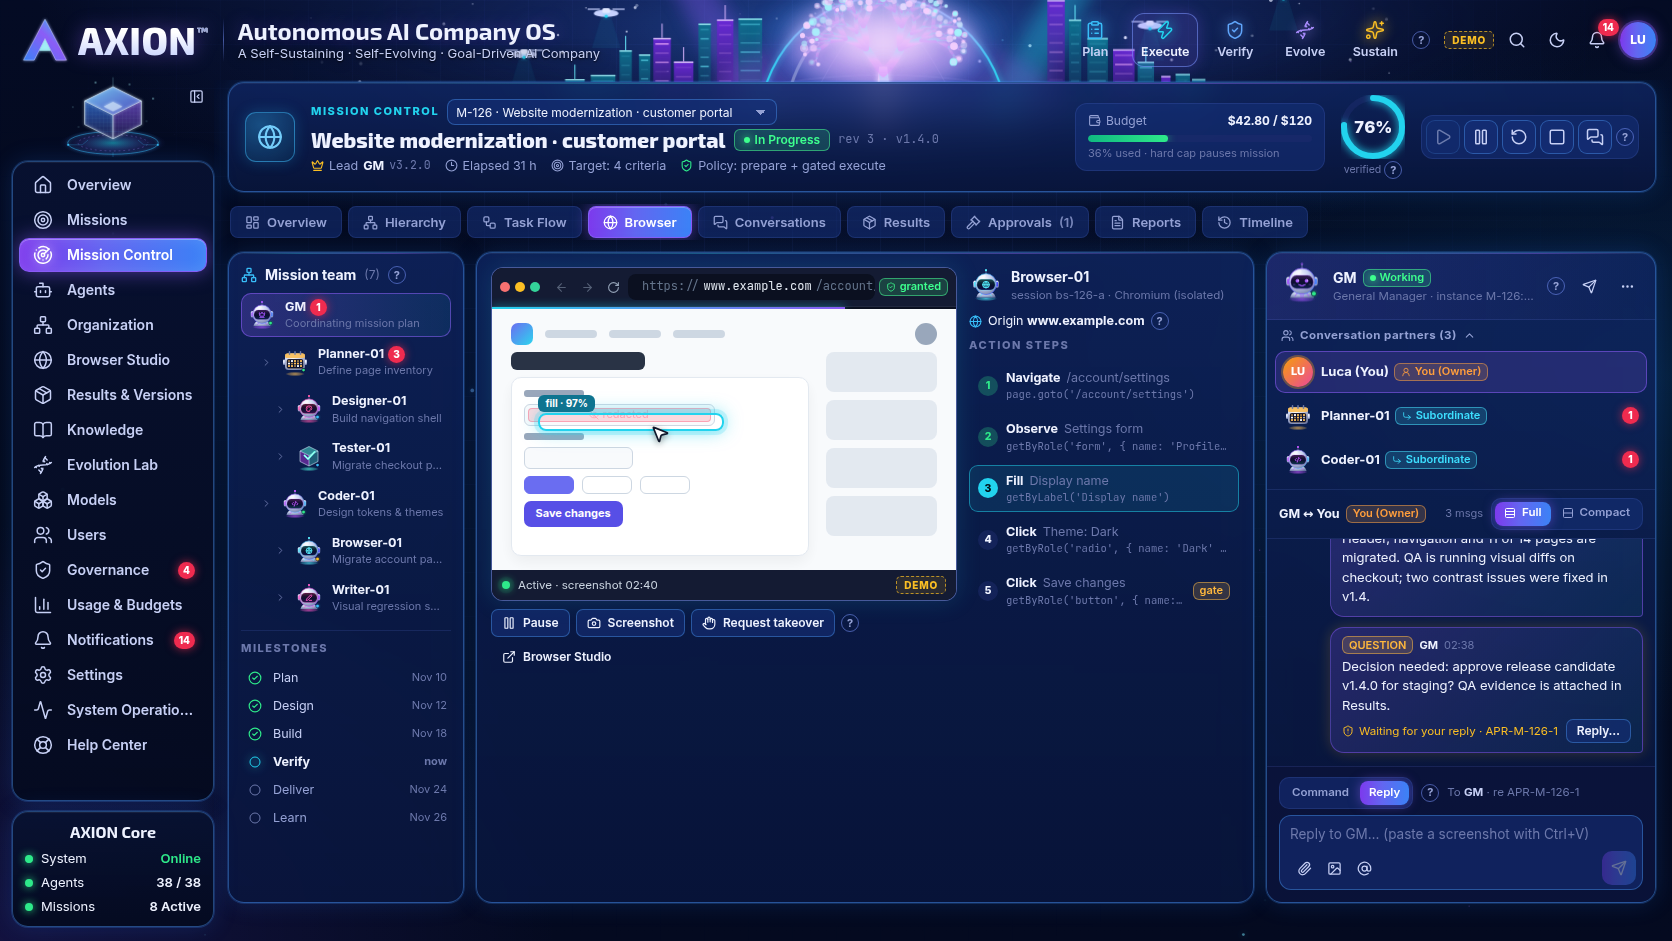 AXION™
Autonomous AI Company OS
A Self-Sustaining · Self-Evolving · Goal-Driven AI Company
Plan
Execute
Verify
Evolve
Sustain
?
DEMO
14
LU
Overview
Missions
Mission Control
Agents
Organization
Browser Studio
Results & Versions
Knowledge
Evolution Lab
Models
Users
Governance 4
Usage & Budgets
Notifications 14
Settings
System Operatio...
Help Center
AXION Core
System Online
Agents 38 / 38
Missions 8 Active
MISSION CONTROL
M-126 · Website modernization · customer portal
Website modernization · customer portal
In Progress
rev 3 · v1.4.0
Lead GM v3.2.0
Elapsed 31 h
Target: 4 criteria
Policy: prepare + gated execute
Budget $42.80 / $120
36% used · hard cap pauses mission
76%
verified ?
?
Overview
Hierarchy
Task Flow
Browser
Conversations
Results
Approvals (1)
Reports
Timeline
Mission team (7) ?
GM 1
Coordinating mission plan
Planner-01 3
Define page inventory
Designer-01
Build navigation shell
Tester-01
Migrate checkout p...
Coder-01
Design tokens & themes
Browser-01
Migrate account pa...
Writer-01
Visual regression s...
MILESTONES
Plan Nov 10
Design Nov 12
Build Nov 18
Verify now
Deliver Nov 24
Learn Nov 26
https://www.example.com/account
granted
fill · 97%
redacted
Save changes
Active · screenshot 02:40
DEMO
Pause
Screenshot
Request takeover
?
Browser Studio
Browser-01
session bs-126-a · Chromium (isolated)
Origin www.example.com ?
ACTION STEPS
1 Navigate /account/settings
page.goto('/account/settings')
2 Observe Settings form
getByRole('form', { name: 'Profile...
3 Fill Display name
getByLabel('Display name')
4 Click Theme: Dark
getByRole('radio', { name: 'Dark' ...
5 Click Save changes
getByRole('button', { name:...
gate
GM
Working
General Manager · instance M-126:...
?
Conversation partners (3)
LU Luca (You) You (Owner)
Planner-01 Subordinate 1
Coder-01 Subordinate 1
GM ↔ You You (Owner) 3 msgs
Full
Compact
Header, navigation and 11 of 14 pages are
migrated. QA is running visual diffs on
checkout; two contrast issues were fixed in
v1.4.
QUESTION GM 02:38
Decision needed: approve release candidate
v1.4.0 for staging? QA evidence is attached in
Results.
Waiting for your reply · APR-M-126-1
Reply...
Command
Reply
?
To GM · re APR-M-126-1
Reply to GM... (paste a screenshot with Ctrl+V)